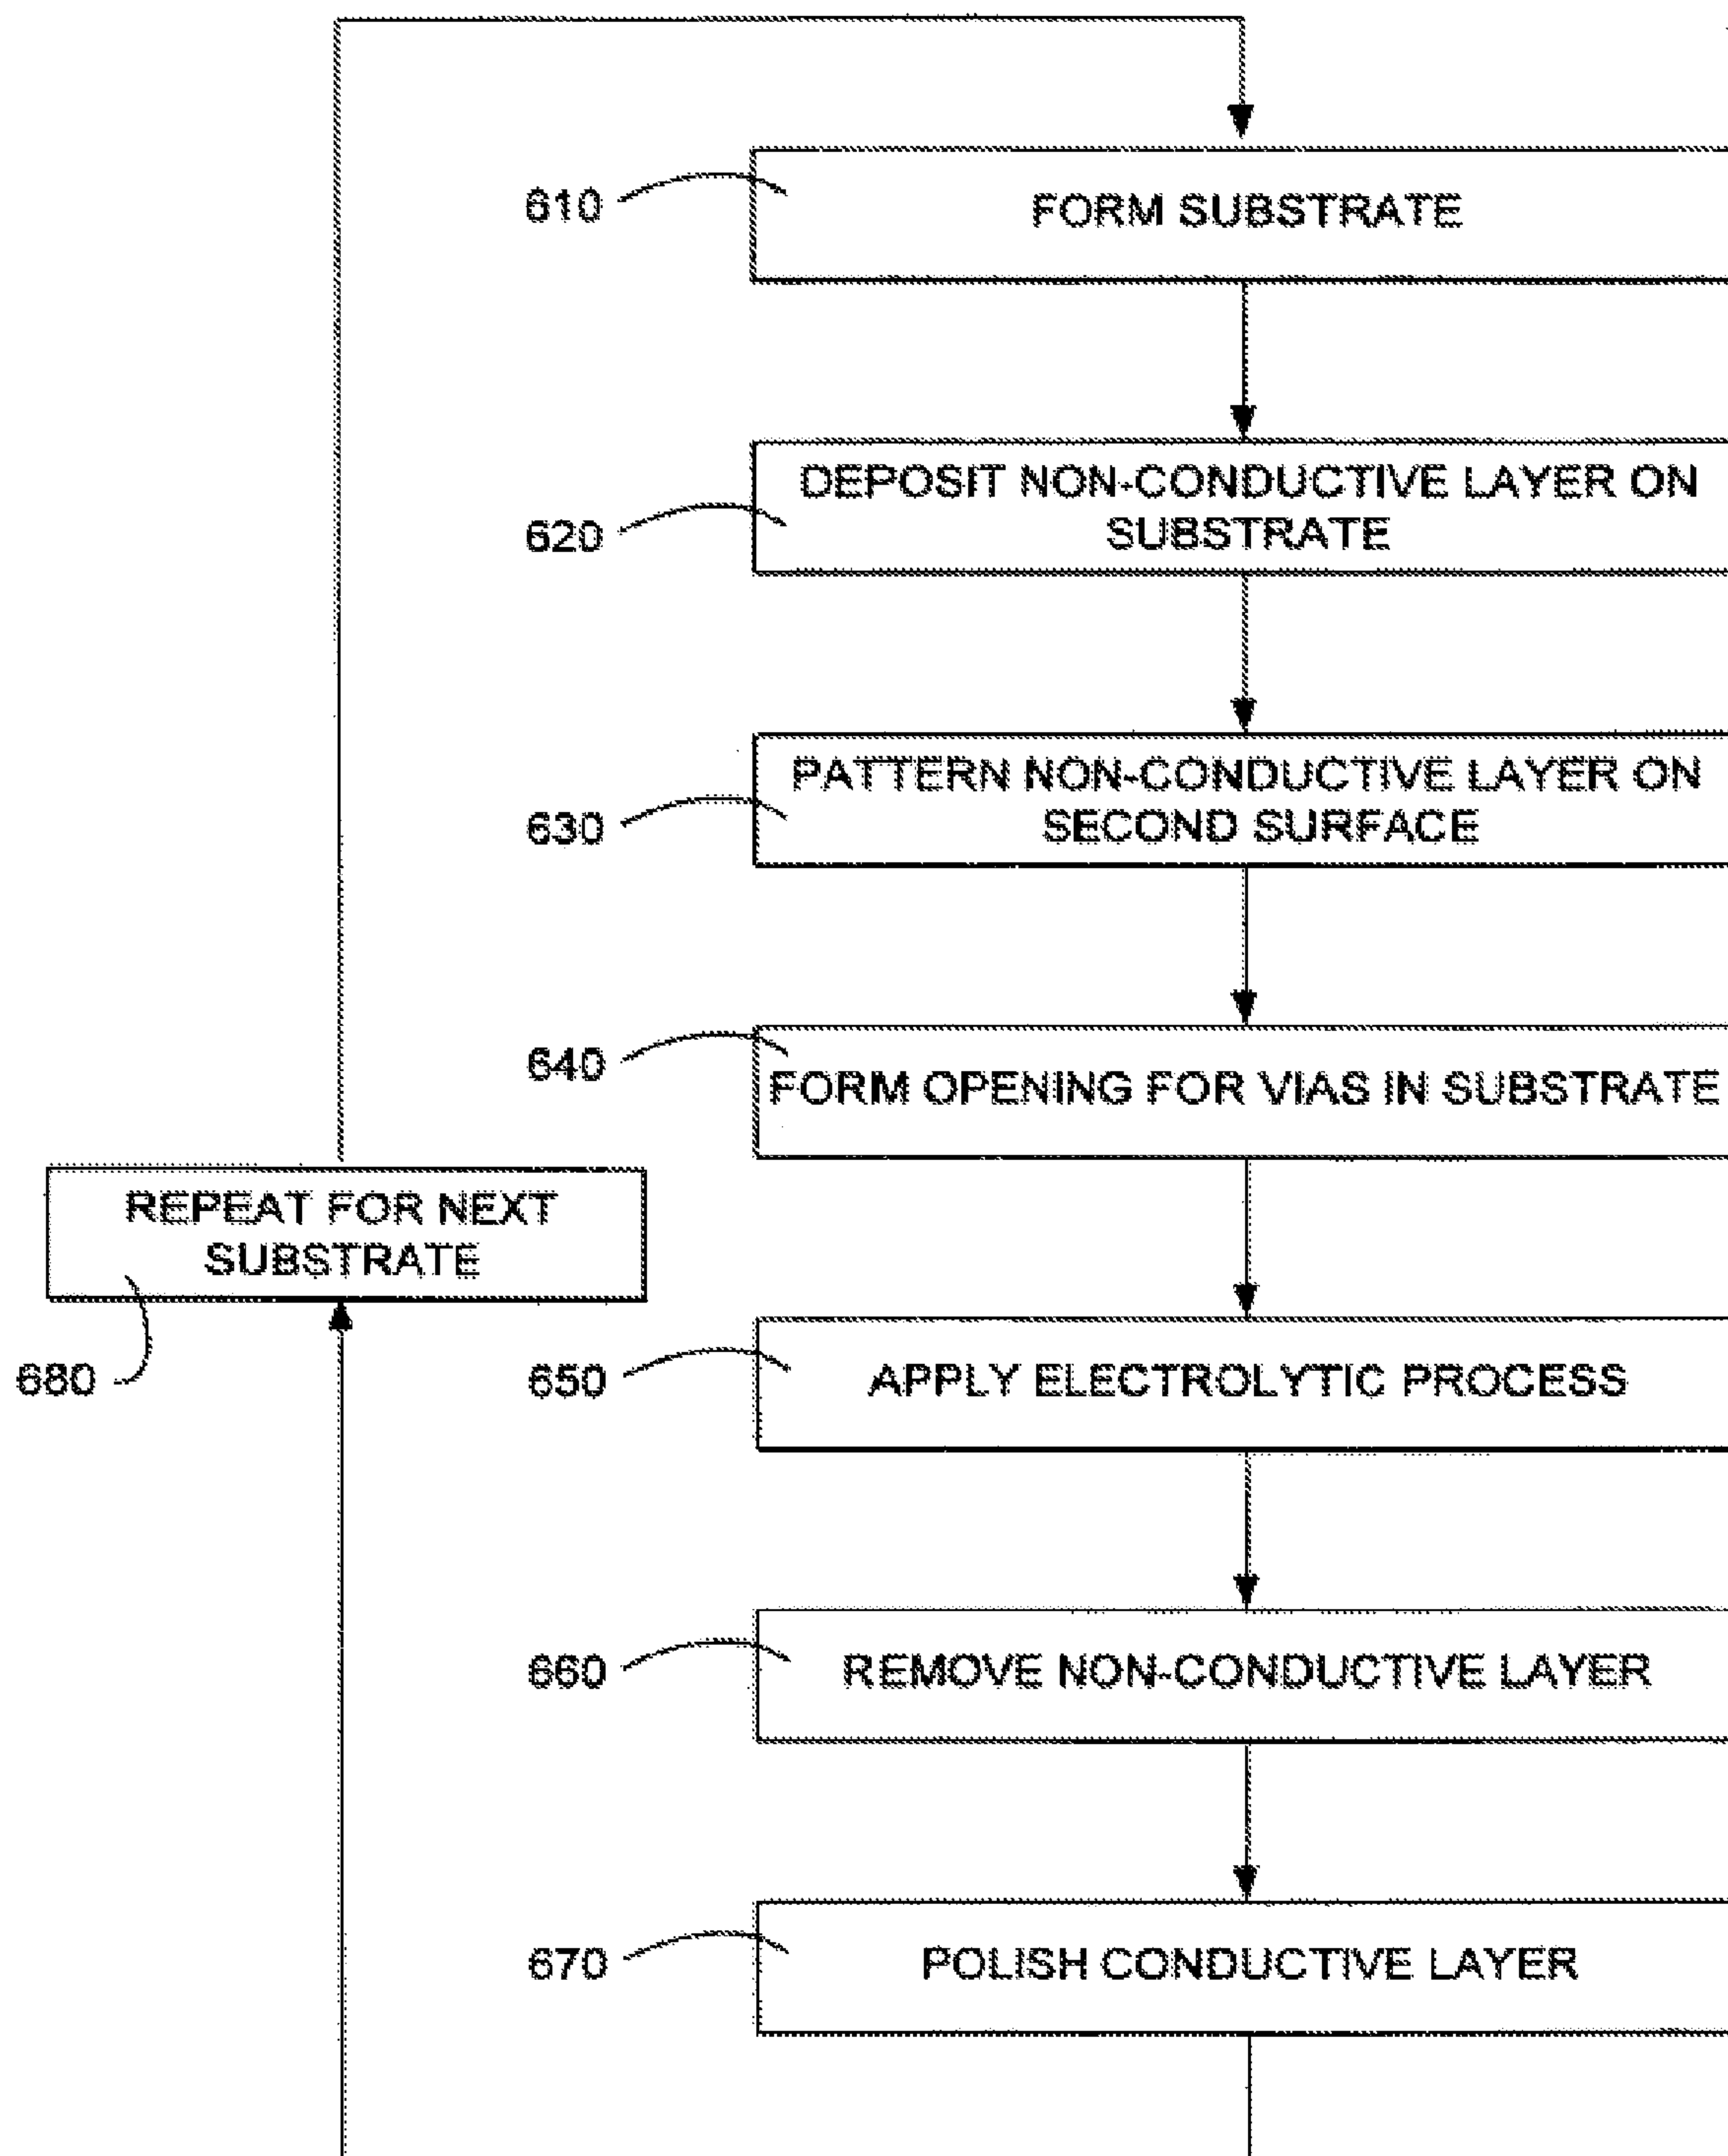 610
FORM SUBSTRATE
620
DEPOSIT NON-CONDUCTIVE LAYER ON
SUBSTRATE
630
PATTERN NON-CONDUCTIVE LAYER ON
SECOND SURFACE
640
FORM OPENING FOR VIAS IN SUBSTRATE
680
REPEAT FOR NEXT
SUBSTRATE
650
APPLY ELECTROLYTIC PROCESS
660
REMOVE NON-CONDUCTIVE LAYER
670
POLISH CONDUCTIVE LAYER